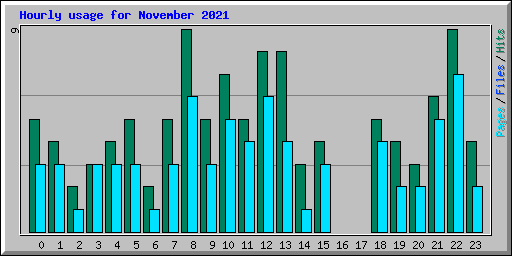 Hourly usage for November 2021
9
Pages/Files/Hits
0 1 2 3 4 5 6 7 8 9 10 11 12 13 14 15 16 17 18 19 20 21 22 23